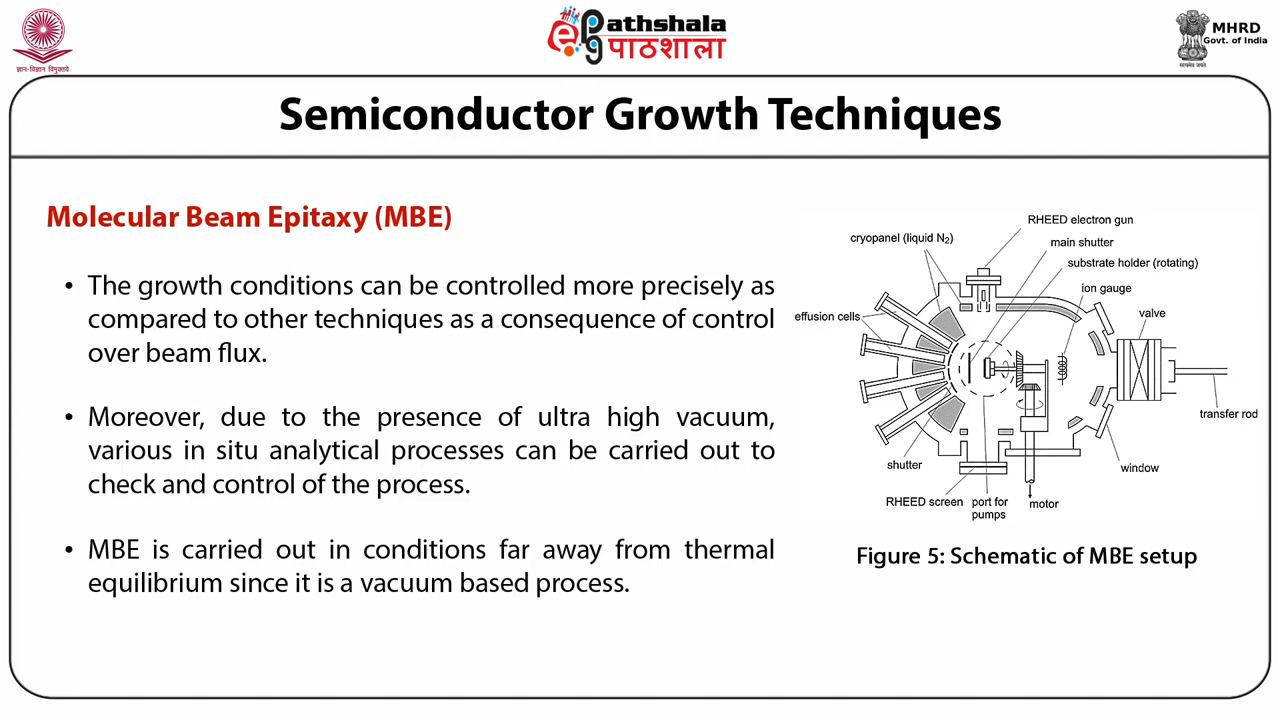 ज्ञान-विज्ञान विमुक्तये
epathshala
पाठशाला
MHRD
Govt. of India
सत्यमेव जयते
Semiconductor Growth Techniques
Molecular Beam Epitaxy (MBE)
• The growth conditions can be controlled more precisely as
compared to other techniques as a consequence of control
over beam flux.
• Moreover, due to the presence of ultra high vacuum,
various in situ analytical processes can be carried out to
check and control of the process.
• MBE is carried out in conditions far away from thermal
equilibrium since it is a vacuum based process.
RHEED electron gun
cryopanel (liquid N₂)
main shutter
substrate holder (rotating)
ion gauge
effusion cells
valve
transfer rod
shutter
window
RHEED screen
port for
pumps
motor
Figure 5: Schematic of MBE setup